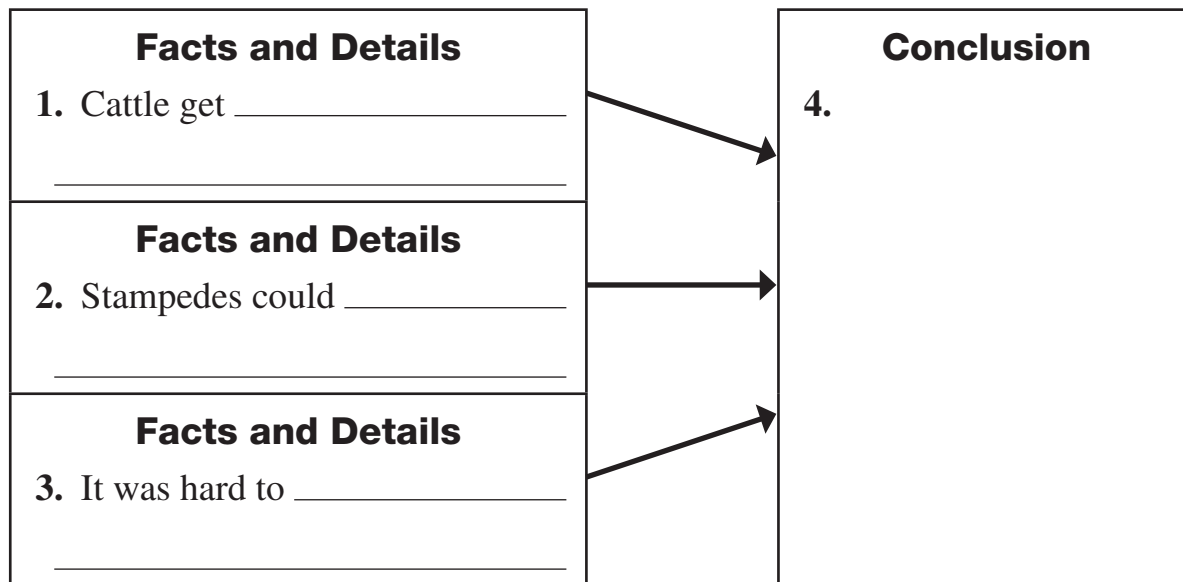 Facts and Details
1. Cattle get
Facts and Details
2. Stampedes could
Facts and Details
3. It was hard to
Conclusion
4.